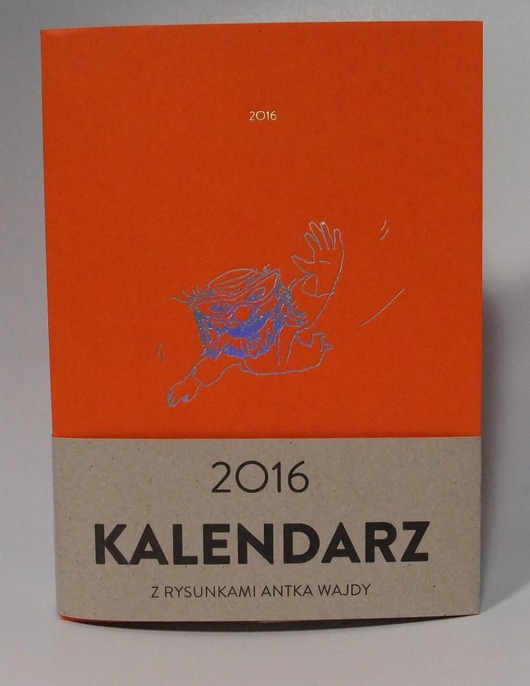 2016
2016
KALENDARZ
Z RYSUNKAMI ANTKA WAJDY